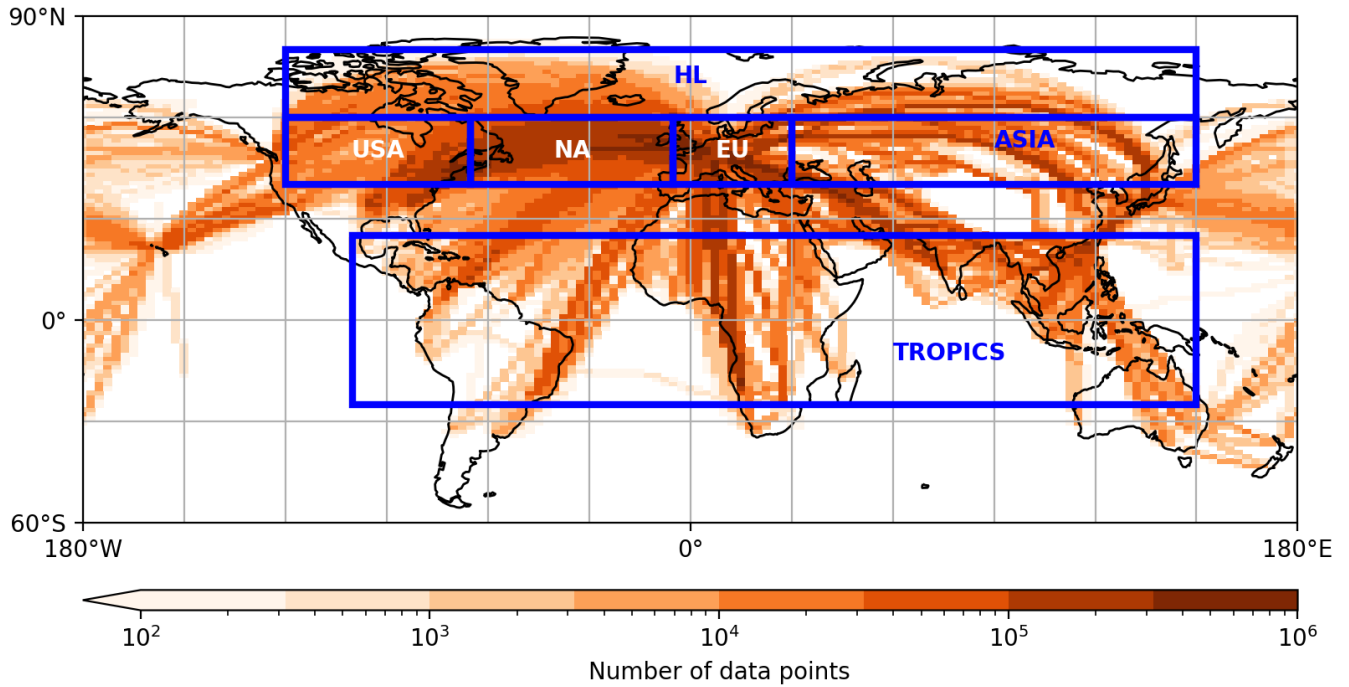 90°N
HL
USA NA EU ASIA
0°
TROPICS
60°S
180°W 0° 180°E
10² 10³ 10⁴ 10⁵ 10⁶
Number of data points